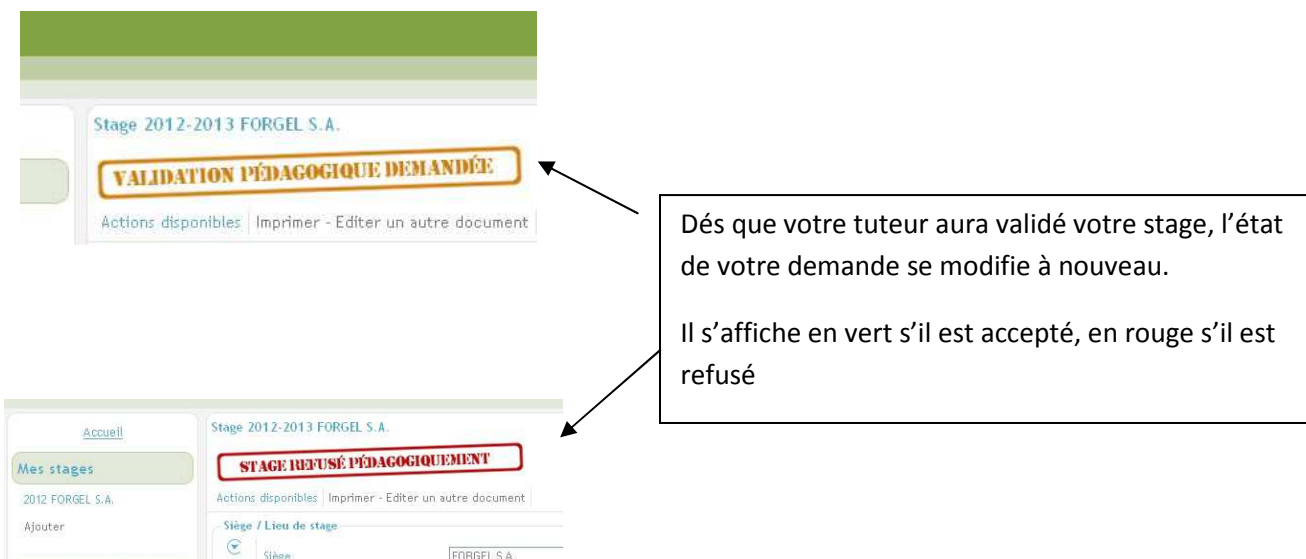 Stage 2012-2013 FORGEL S.A.
VALIDATION PÉDAGOGIQUE DEMANDÉE
Actions disponibles Imprimer - Editer un autre document
Dés que votre tuteur aura validé votre stage, l’état
de votre demande se modifie à nouveau.
Il s’affiche en vert s’il est accepté, en rouge s’il est
refusé
Accueil
Mes stages
2012 FORGEL S.A.
Ajouter
Stage 2012-2013 FORGEL S.A.
STAGE REFUSÉ PÉDAGOGIQUEMENT
Actions disponibles Imprimer - Editer un autre document
Siège / Lieu de stage
Siège FORGEL S.A.